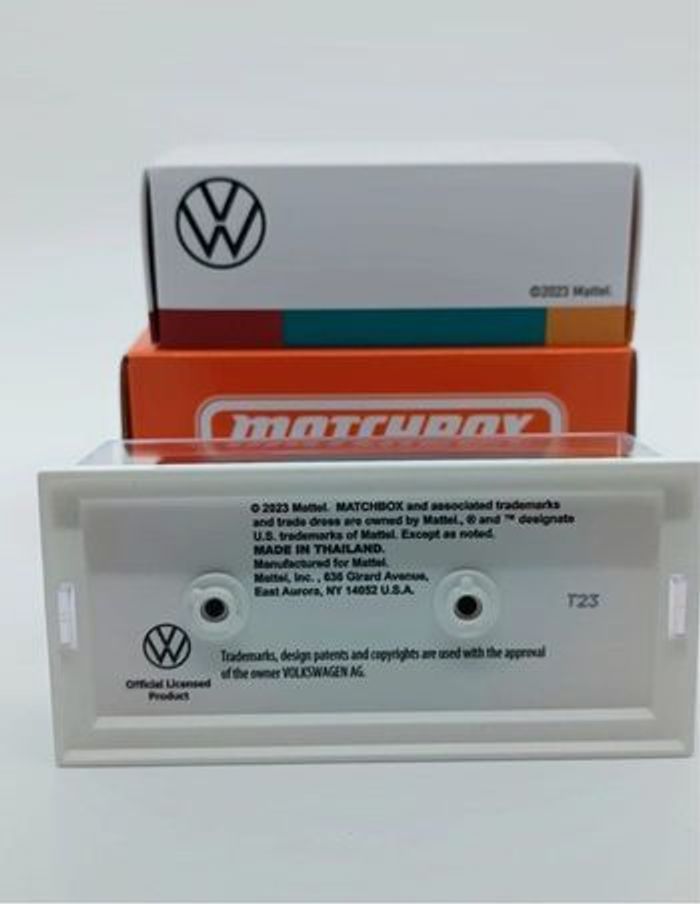 ©2023 Mattel.
MATCHBOX
© 2023 Mattel. MATCHBOX and associated trademarks
and trade dress are owned by Mattel., ® and ™ designate
U.S. trademarks of Mattel. Except as noted.
MADE IN THAILAND.
Manufactured for Mattel.
Mattel, Inc. , 636 Girard Avenue,
East Aurora, NY 14052 U.S.A.
T23
Trademarks, design patents and copyrights are used with the approval
of the owner VOLKSWAGEN AG.
Official Licensed
Product